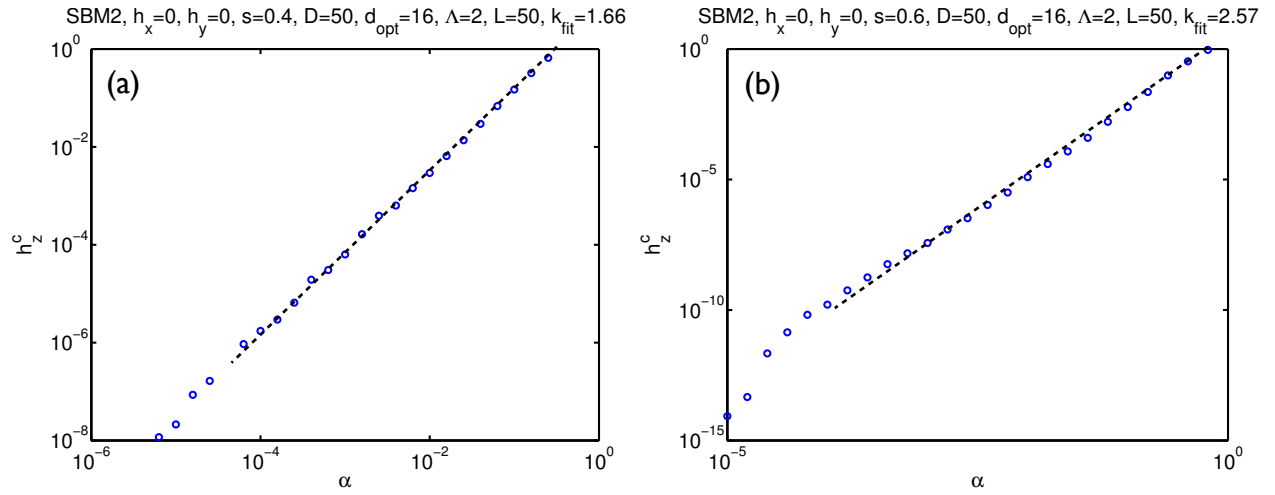 SBM2, h_x=0, h_y=0, s=0.4, D=50, d_opt=16, Λ=2, L=50, k_fit=1.66
(a)
10^0
10^-2
10^-4
10^-6
10^-8
h_z^c
10^-6
10^-4
10^-2
10^0
α
SBM2, h_x=0, h_y=0, s=0.6, D=50, d_opt=16, Λ=2, L=50, k_fit=2.57
(b)
10^0
10^-5
10^-10
10^-15
h_z^c
10^-5
10^0
α